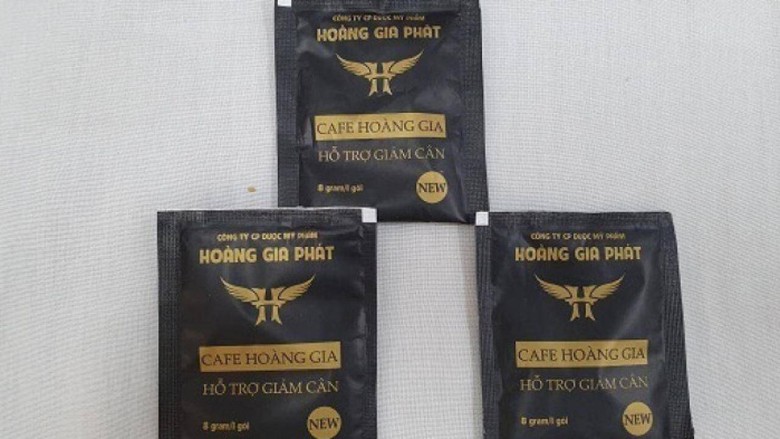 CÔNG TY CP DƯỢC MỸ PHẨM
HOÀNG GIA PHÁT
H
CAFE HOÀNG GIA
HỖ TRỢ GIẢM CÂN
8 gram/1 gói
NEW
CÔNG TY CP DƯỢC MỸ PHẨM
HOÀNG GIA PHÁT
H
CAFE HOÀNG GIA
HỖ TRỢ GIẢM CÂN
8 gram/1 gói
NEW
CÔNG TY CP DƯỢC MỸ PHẨM
HOÀNG GIA PHÁT
H
CAFE HOÀNG GIA
HỖ TRỢ GIẢM CÂN
8 gram/1 gói
NEW